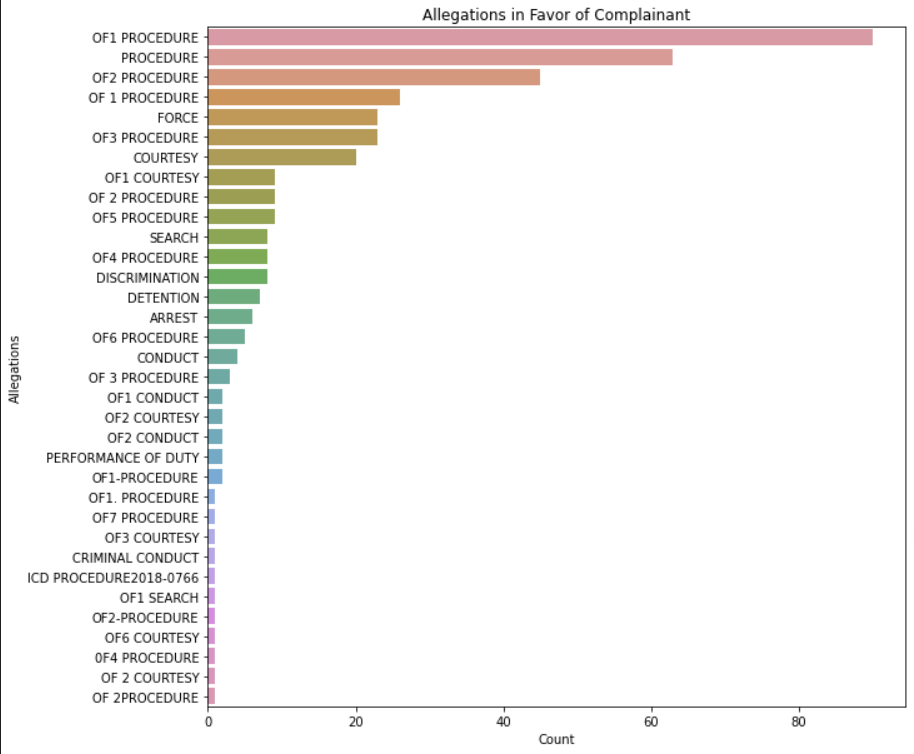 Allegations in Favor of Complainant
OF1 PROCEDURE
PROCEDURE
OF2 PROCEDURE
OF 1 PROCEDURE
FORCE
OF3 PROCEDURE
COURTESY
OF1 COURTESY
OF 2 PROCEDURE
OF5 PROCEDURE
SEARCH
OF4 PROCEDURE
DISCRIMINATION
DETENTION
ARREST
OF6 PROCEDURE
CONDUCT
OF 3 PROCEDURE
OF1 CONDUCT
OF2 COURTESY
OF2 CONDUCT
PERFORMANCE OF DUTY
OF1-PROCEDURE
OF1. PROCEDURE
OF7 PROCEDURE
OF3 COURTESY
CRIMINAL CONDUCT
ICD PROCEDURE2018-0766
OF1 SEARCH
OF2-PROCEDURE
OF6 COURTESY
0F4 PROCEDURE
OF 2 COURTESY
OF 2PROCEDURE
Allegations
0 20 40 60 80
Count